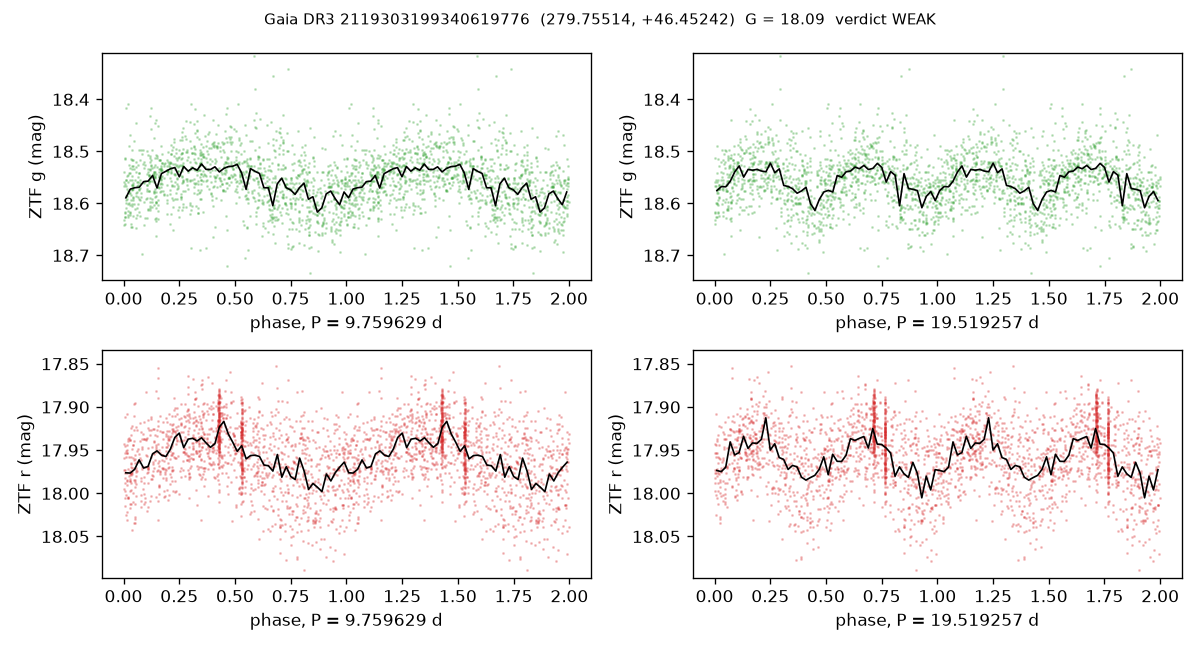 Gaia DR3 2119303199340619776 (279.75514, +46.45242) G = 18.09 verdict WEAK
ZTF g (mag)
18.4
18.5
18.6
18.7
0.00 0.25 0.50 0.75 1.00 1.25 1.50 1.75 2.00
phase, P = 9.759629 d
ZTF g (mag)
18.4
18.5
18.6
18.7
0.00 0.25 0.50 0.75 1.00 1.25 1.50 1.75 2.00
phase, P = 19.519257 d
ZTF r (mag)
17.85
17.90
17.95
18.00
18.05
0.00 0.25 0.50 0.75 1.00 1.25 1.50 1.75 2.00
phase, P = 9.759629 d
ZTF r (mag)
17.85
17.90
17.95
18.00
18.05
0.00 0.25 0.50 0.75 1.00 1.25 1.50 1.75 2.00
phase, P = 19.519257 d